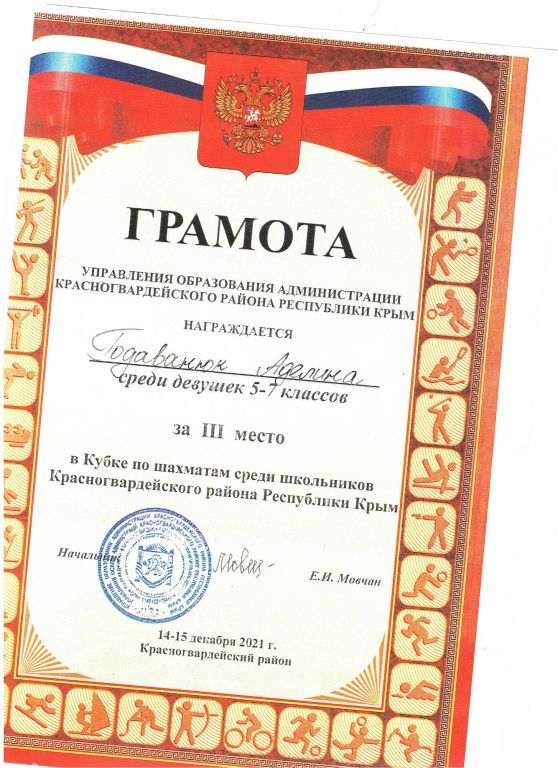 ГРАМОТА
УПРАВЛЕНИЯ ОБРАЗОВАНИЯ АДМИНИСТРАЦИИ
КРАСНОГВАРДЕЙСКОГО РАЙОНА РЕСПУБЛИКИ КРЫМ
НАГРАЖДАЕТСЯ
Годаванюк Аделина
среди девушек 5-7 классов
за III место
в Кубке по шахматам среди школьников
Красногвардейского района Республики Крым
Начальник
Е.И. Мовчан
14-15 декабря 2021 г.
Красногвардейский район